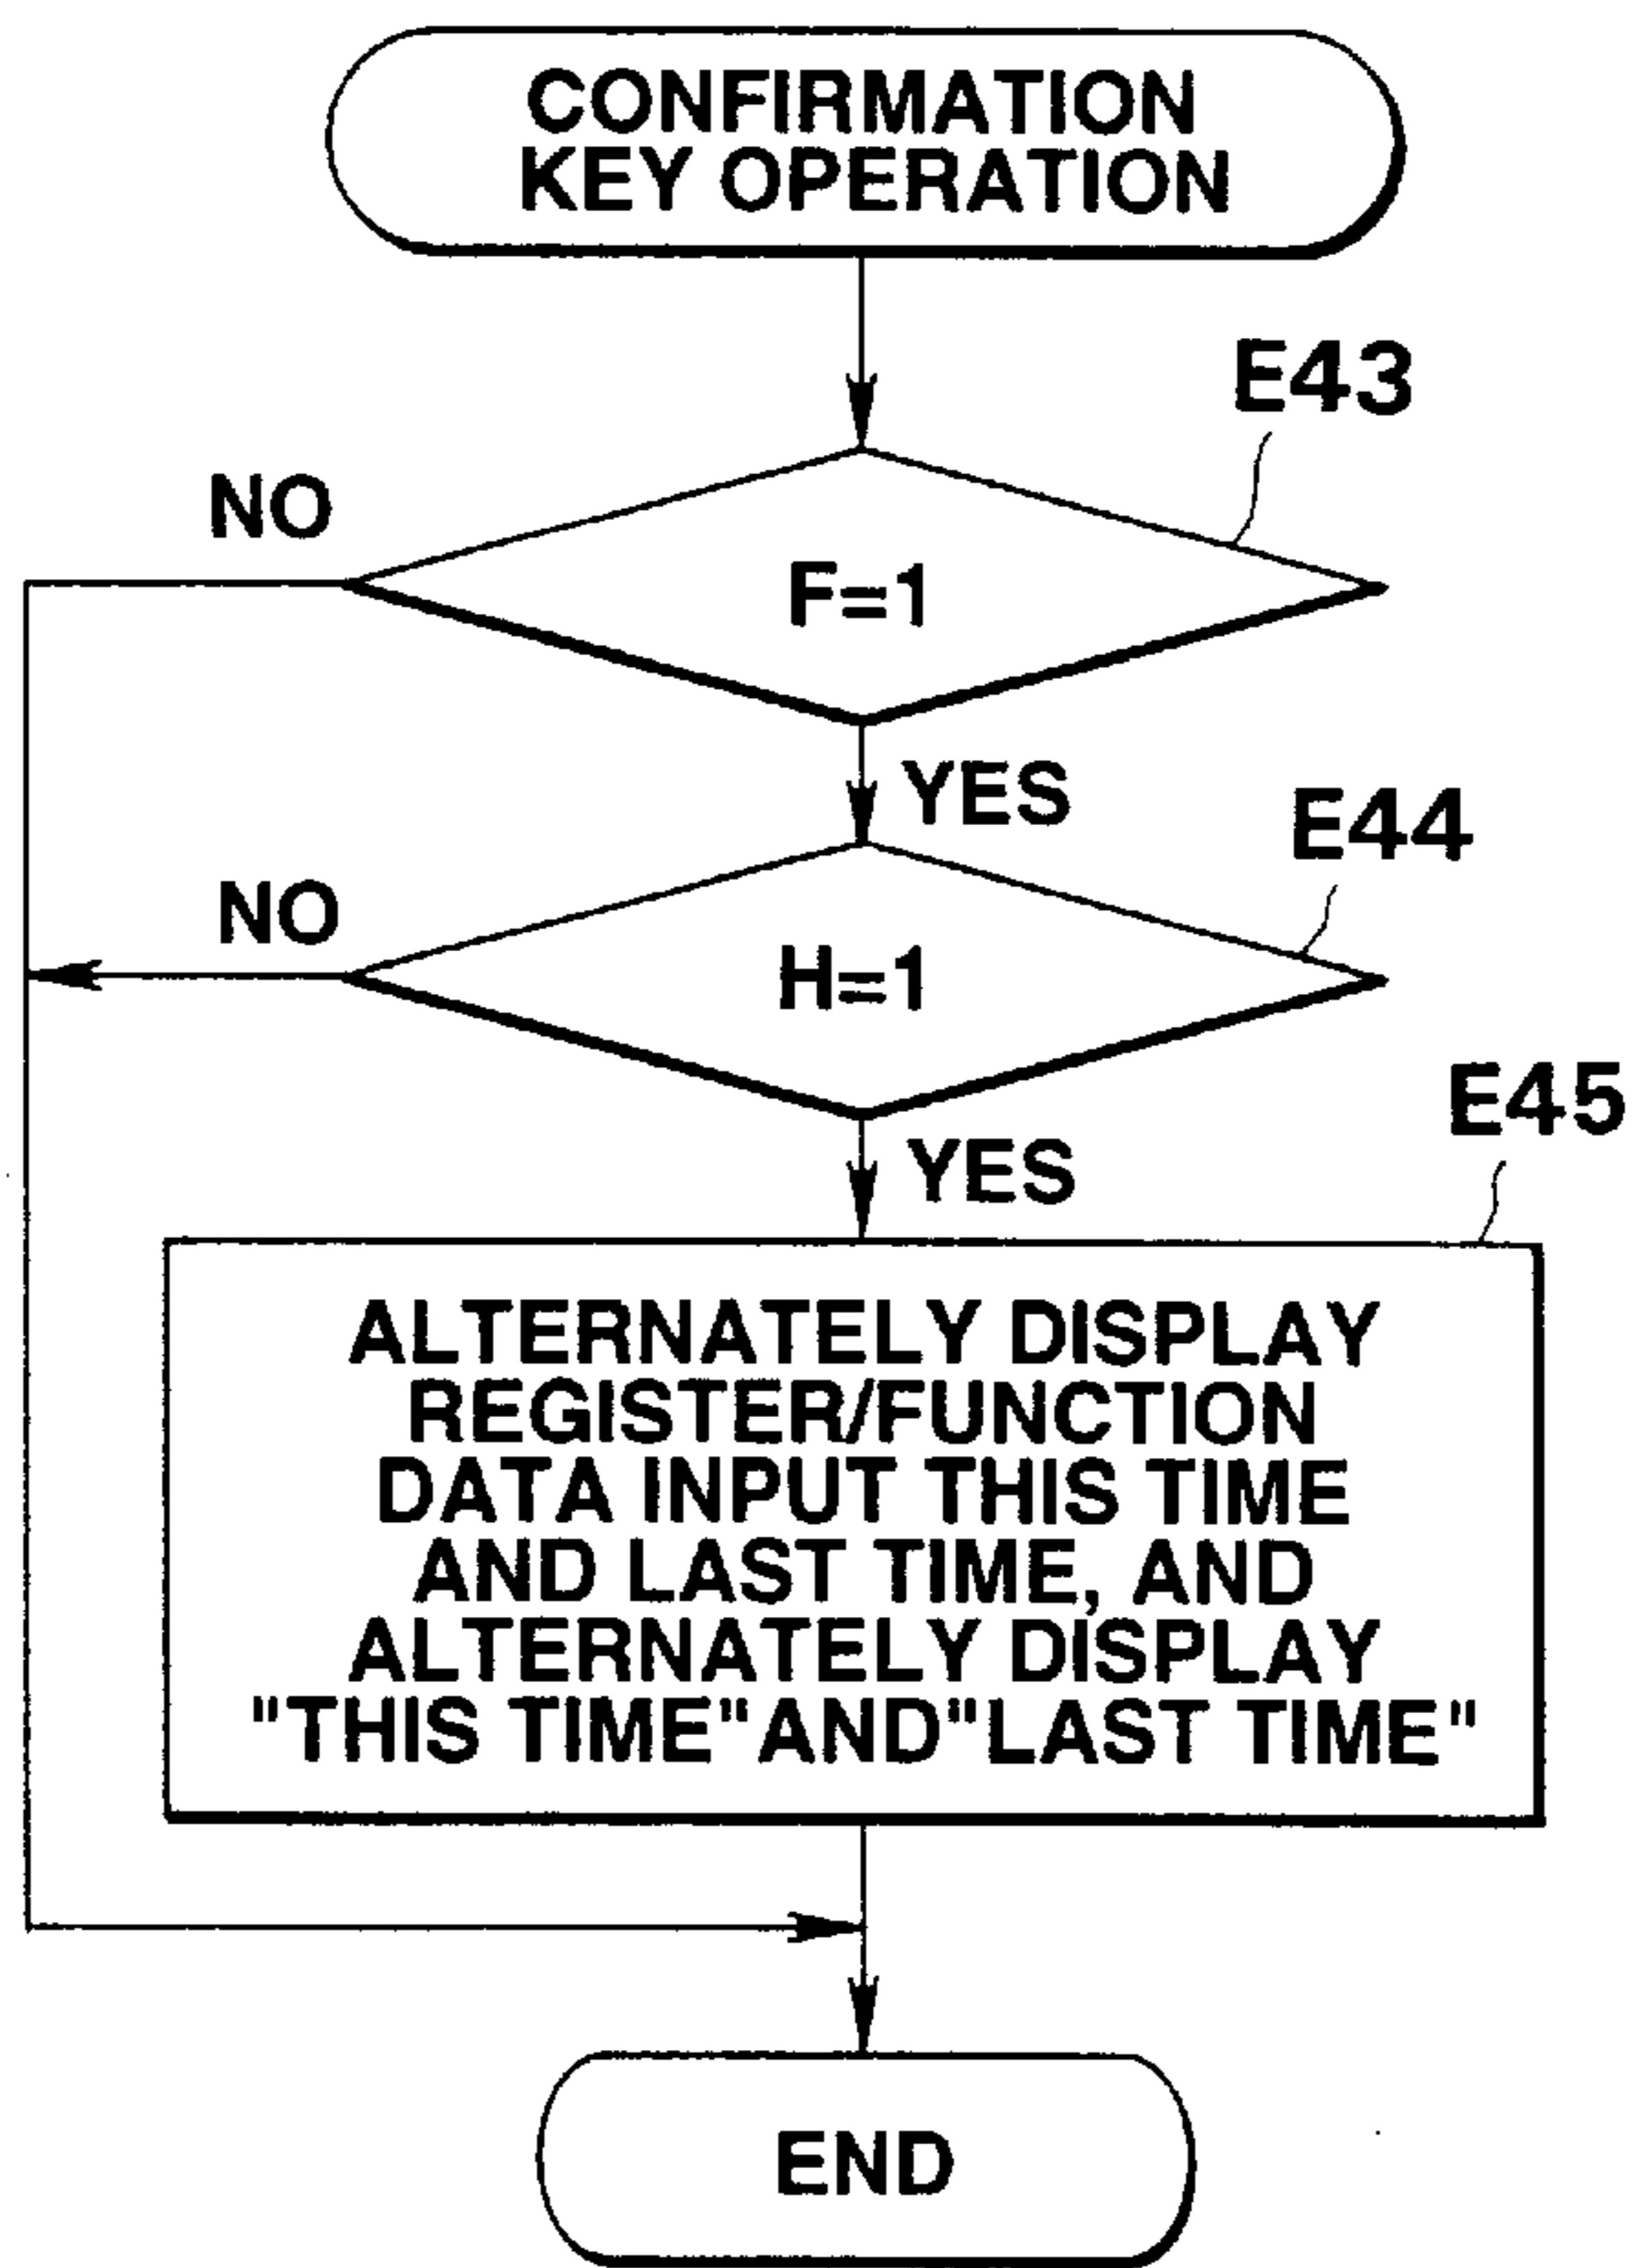 CONFIRMATION
KEY OPERATION
E43
NO
F=1
YES
E44
NO
H=1
E45
YES
ALTERNATELY DISPLAY
REGISTER/FUNCTION
DATA INPUT THIS TIME
AND LAST TIME, AND
ALTERNATELY DISPLAY
"THIS TIME"AND"LAST TIME"
END